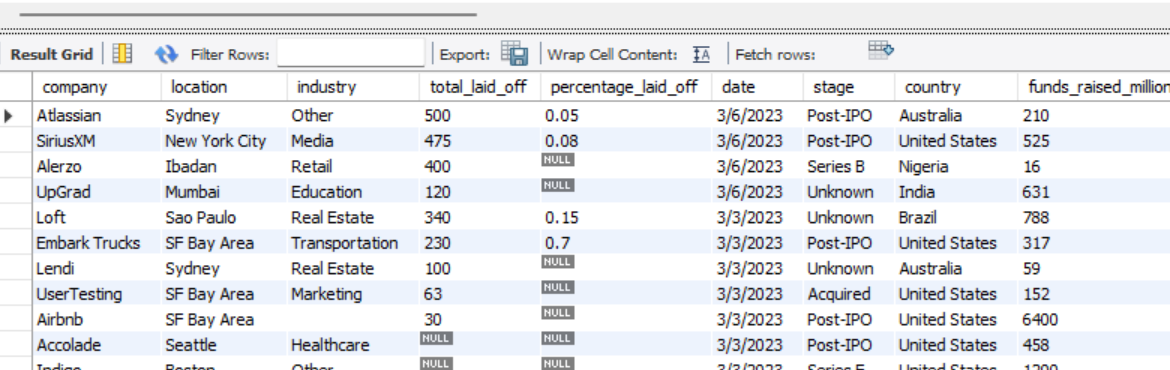 Result Grid Filter Rows: Export: Wrap Cell Content: Fetch rows:
company location industry total_laid_off percentage_laid_off date stage country funds_raised_million
Atlassian Sydney Other 500 0.05 3/6/2023 Post-IPO Australia 210
SiriusXM New York City Media 475 0.08 3/6/2023 Post-IPO United States 525
Alerzo Ibadan Retail 400 NULL 3/6/2023 Series B Nigeria 16
UpGrad Mumbai Education 120 NULL 3/6/2023 Unknown India 631
Loft Sao Paulo Real Estate 340 0.15 3/3/2023 Unknown Brazil 788
Embark Trucks SF Bay Area Transportation 230 0.7 3/3/2023 Post-IPO United States 317
Lendi Sydney Real Estate 100 NULL 3/3/2023 Unknown Australia 59
UserTesting SF Bay Area Marketing 63 NULL 3/3/2023 Acquired United States 152
Airbnb SF Bay Area 30 NULL 3/3/2023 Post-IPO United States 6400
Accolade Seattle Healthcare NULL NULL 3/3/2023 Post-IPO United States 458
Indigo Boston Other NULL NULL 3/3/2023 Series F United States 1200